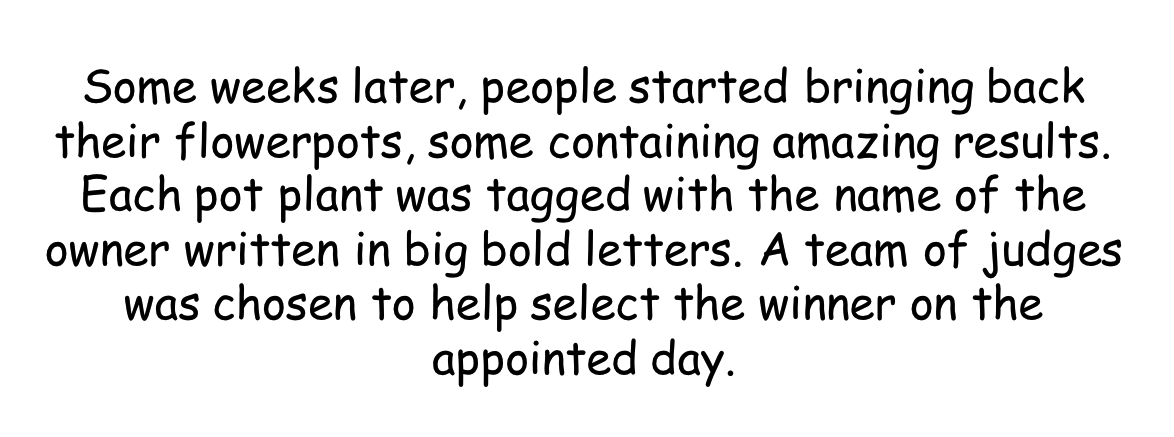 Some weeks later, people started bringing back
their flowerpots, some containing amazing results.
Each pot plant was tagged with the name of the
owner written in big bold letters. A team of judges
was chosen to help select the winner on the
appointed day.